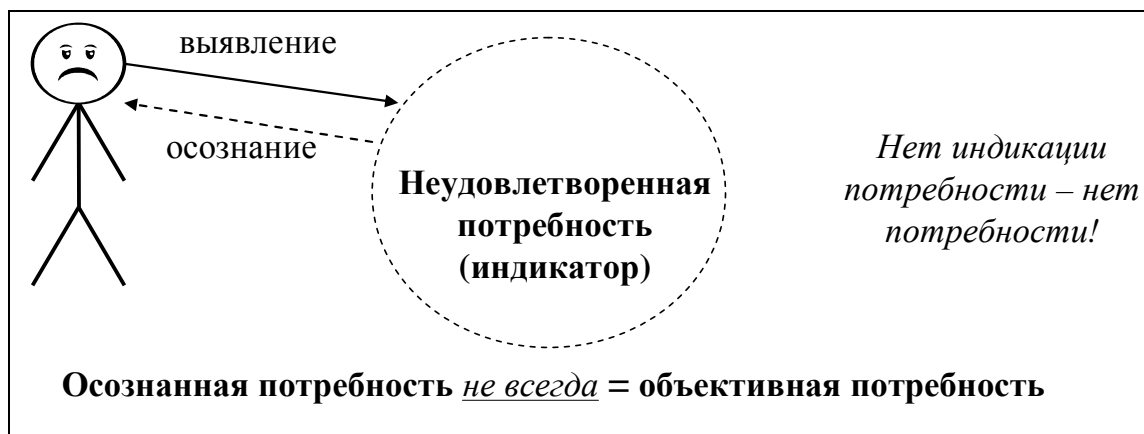 выявление
осознание
Неудовлетворенная
потребность
(индикатор)
Нет индикации
потребности – нет
потребности!
Осознанная потребность не всегда = объективная потребность